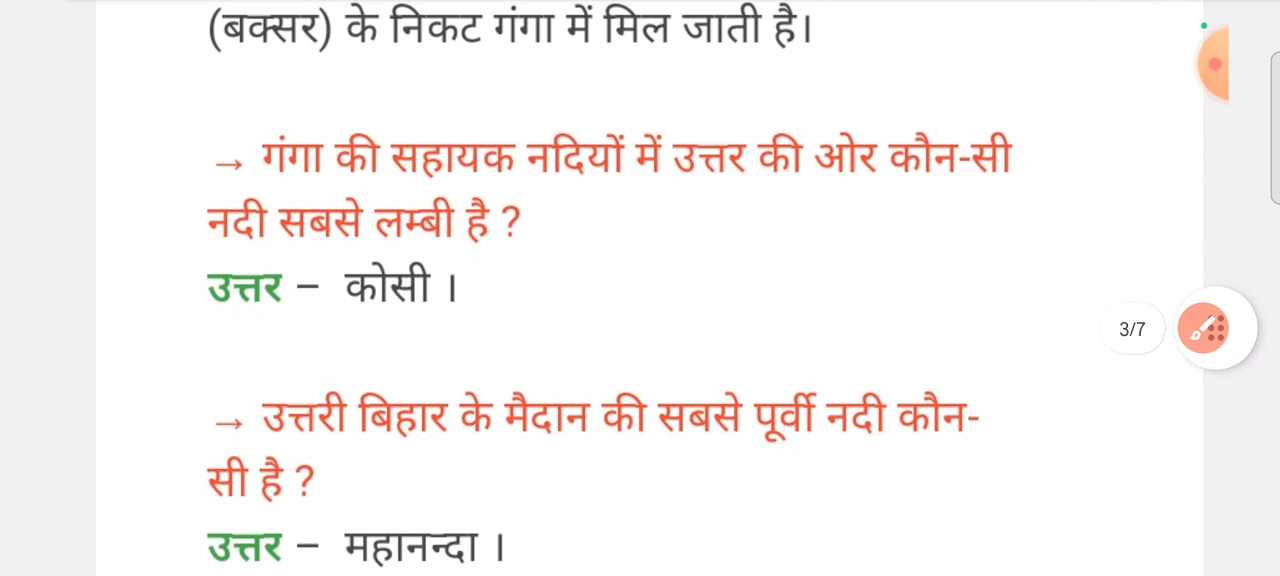 (बक्सर) के निकट गंगा में मिल जाती है।
→ गंगा की सहायक नदियों में उत्तर की ओर कौन-सी
नदी सबसे लम्बी है ?
उत्तर – कोसी ।
3/7
→ उत्तरी बिहार के मैदान की सबसे पूर्वी नदी कौन-
सी है ?
उत्तर – महानन्दा ।